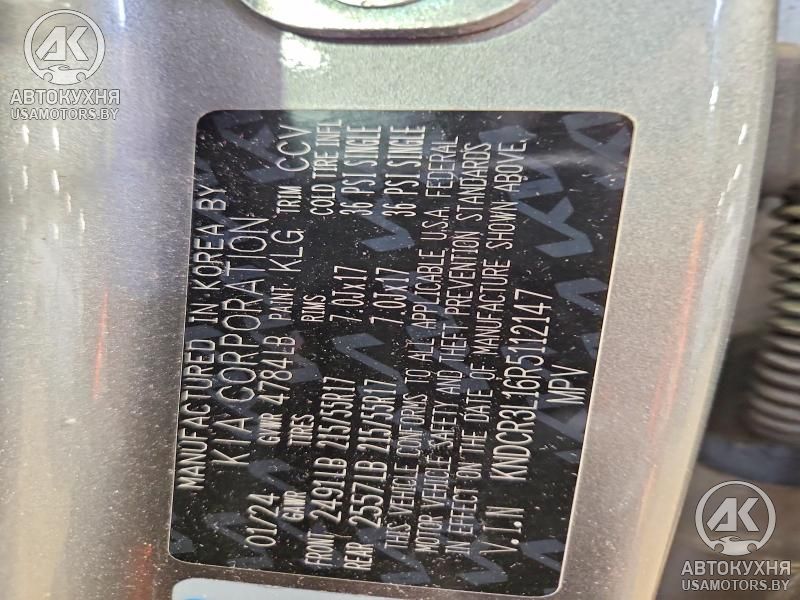 AK
АВТОКУХНЯ
USAMOTORS.BY
MANUFACTURED IN KOREA BY
KIA CORPORATION
01/24 GVWR 4784LB PAINT KLG TRIM CCV
GAWR TIRES RIMS COLD TIRE INFL
FRONT 2491LB 215/55R17 7.0Jx17 36 PSI SINGLE
REAR 2557LB 215/55R17 7.0Jx17 36 PSI SINGLE
THIS VEHICLE CONFORMS TO ALL APPLICABLE U.S.A. FEDERAL
MOTOR VEHICLE SAFETY AND THEFT PREVENTION STANDARDS
IN EFFECT ON THE DATE OF MANUFACTURE SHOWN ABOVE.
V.I.N KNDCR3L16R5112147
MPV
AK
АВТОКУХНЯ
USAMOTORS.BY